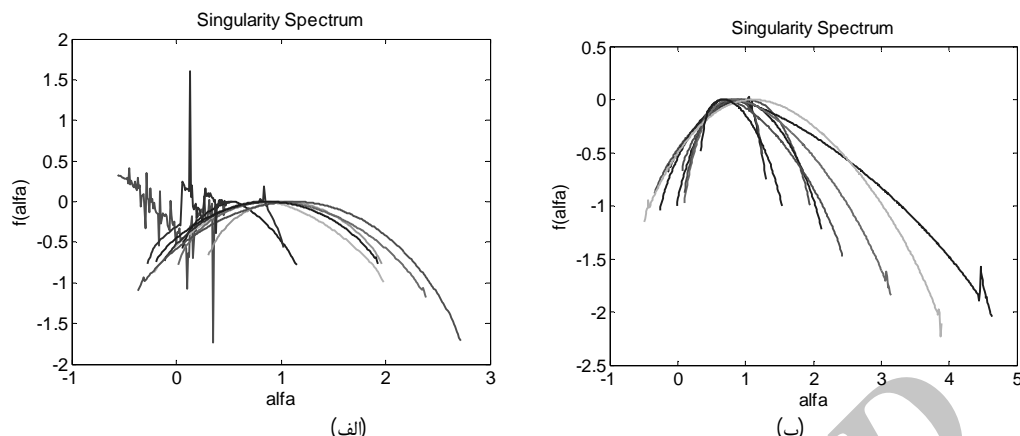 Singularity Spectrum
2
1.5
1
0.5
0
-0.5
-1
-1.5
-2
f(alfa)
-1 0 1 2 3
alfa
(الف)
Singularity Spectrum
0.5
0
-0.5
-1
-1.5
-2
-2.5
f(alfa)
-1 0 1 2 3 4 5
alfa
(ب)